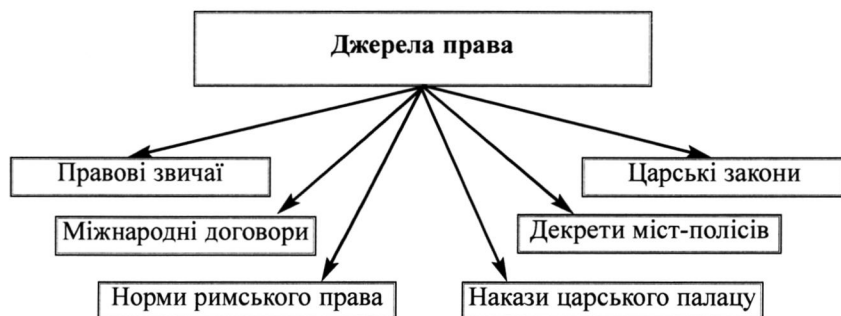 Джерела права
Правові звичаї
Царські закони
Міжнародні договори
Декрети міст-полісів
Норми римського права
Накази царського палацу